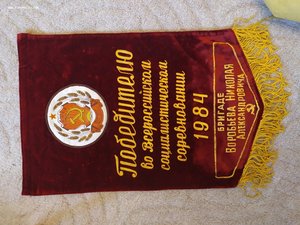 Победителю
во Всероссийском
социалистическом
соревновании
1984
БРИГАДЕ
ВОРОБЬЕВА НИКОЛАЯ
АЛЕКСАНДРОВИЧА